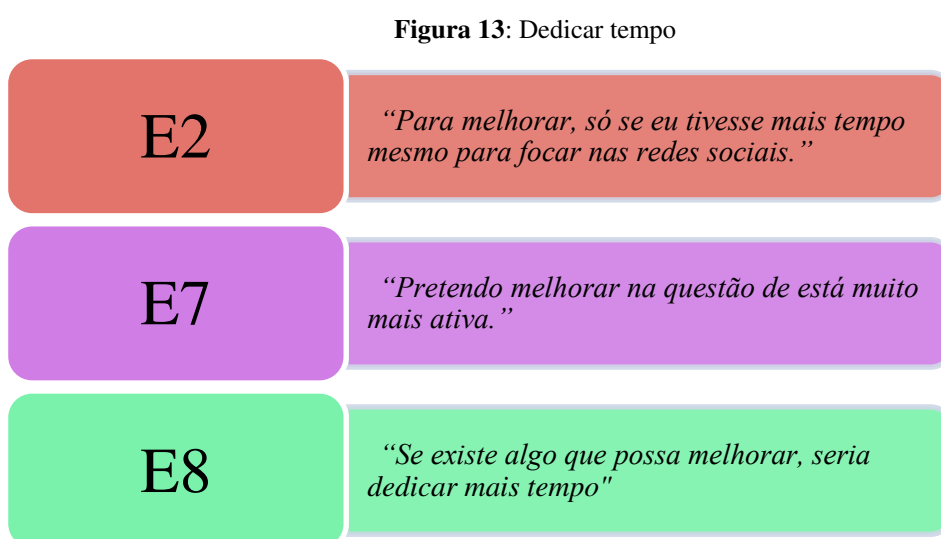 Figura 13: Dedicar tempo
E2
“Para melhorar, só se eu tivesse mais tempo
mesmo para focar nas redes sociais.”
E7
“Pretendo melhorar na questão de está muito
mais ativa.”
E8
“Se existe algo que possa melhorar, seria
dedicar mais tempo"